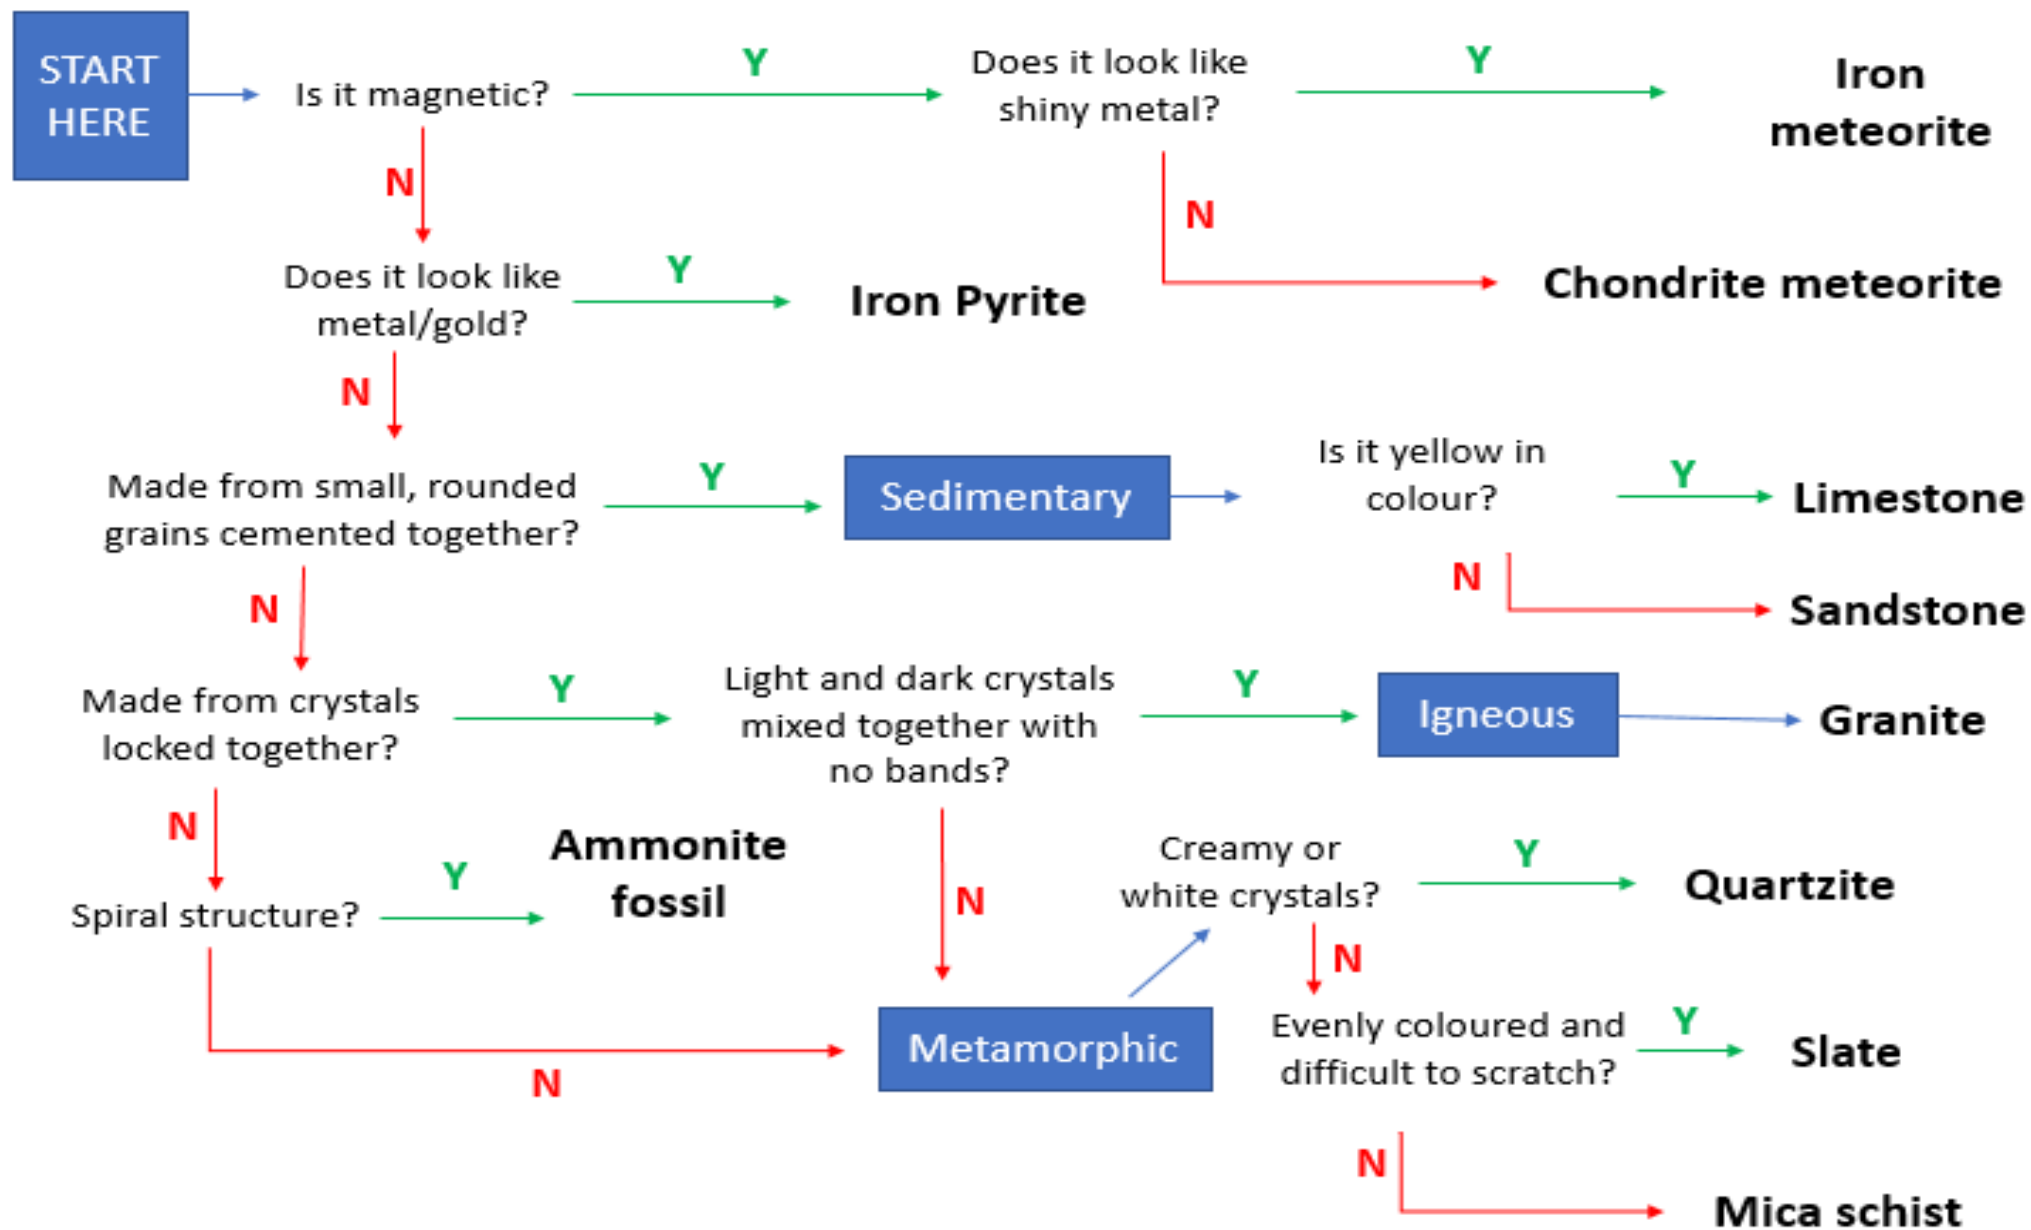 START
HERE
Is it magnetic?
Y
Does it look like
shiny metal?
Y
Iron
meteorite
N
N
Does it look like
metal/gold?
Y
Iron Pyrite
Chondrite meteorite
N
Made from small, rounded
grains cemented together?
Y
Sedimentary
Is it yellow in
colour?
Y
Limestone
N
Sandstone
N
Made from crystals
locked together?
Y
Light and dark crystals
mixed together with
no bands?
Y
Igneous
Granite
N
Spiral structure?
Y
Ammonite
fossil
N
Creamy or
white crystals?
Y
Quartzite
N
N
Metamorphic
Evenly coloured and
difficult to scratch?
Y
Slate
N
Mica schist